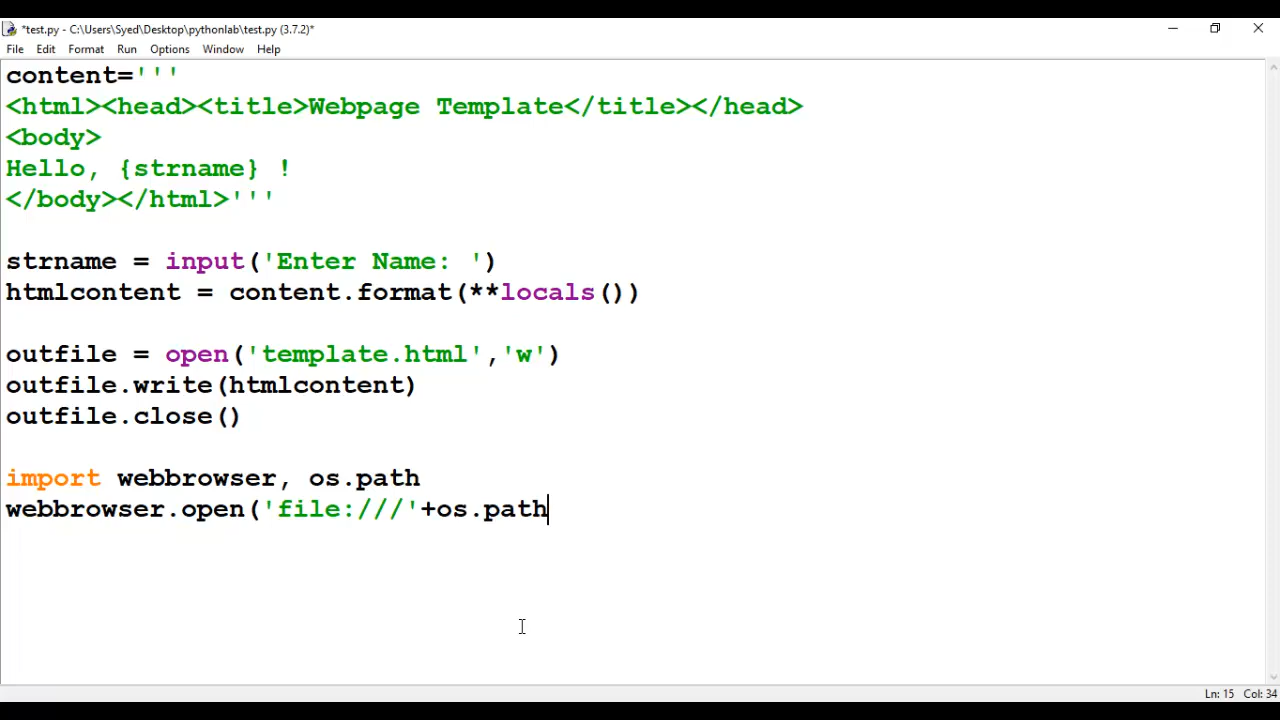 *test.py - C:\Users\Syed\Desktop\pythonlab\test.py (3.7.2)*
File Edit Format Run Options Window Help
content='''
<html><head><title>Webpage Template</title></head>
<body>
Hello, {strname} !
</body></html>'''
strname = input('Enter Name: ')
htmlcontent = content.format(**locals())
outfile = open('template.html','w')
outfile.write(htmlcontent)
outfile.close()
import webbrowser, os.path
webbrowser.open('file:///'+os.path
Ln: 15 Col: 34